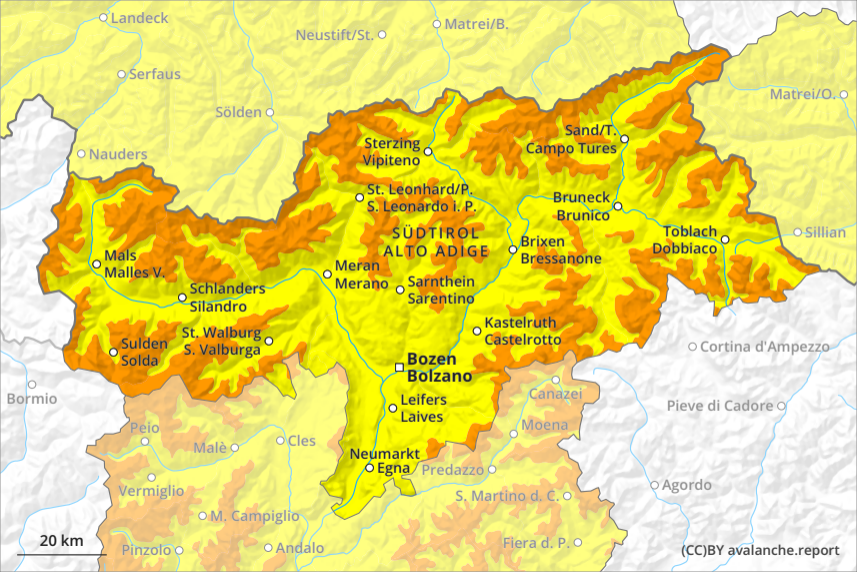 Landeck
Matrei/B.
Neustift/St.
Serfaus
Matrei/O.
Sölden
Nauders
Sand/T.
Campo Tures
Sterzing
Vipiteno
St. Leonhard/P.
S. Leonardo i. P.
Bruneck
Brunico
SÜDTIROL
ALTO ADIGE
Toblach
Dobbiaco
Sillian
Brixen
Bressanone
Mals
Malles V.
Meran
Merano
Sarnthein
Sarentino
Schlanders
Silandro
Kastelruth
Castelrotto
St. Walburg
S. Valburga
Sulden
Solda
Cortina d'Ampezzo
Bozen
Bolzano
Bormio
Canazei
Leifers
Laives
Pieve di Cadore
Peio
Moena
Cles
Malè
Neumarkt
Egna
Predazzo
Vermiglio
Agordo
S. Martino d. C.
M. Campiglio
20 km
Pinzolo
Andalo
Fiera d. P.
(CC)BY avalanche.report